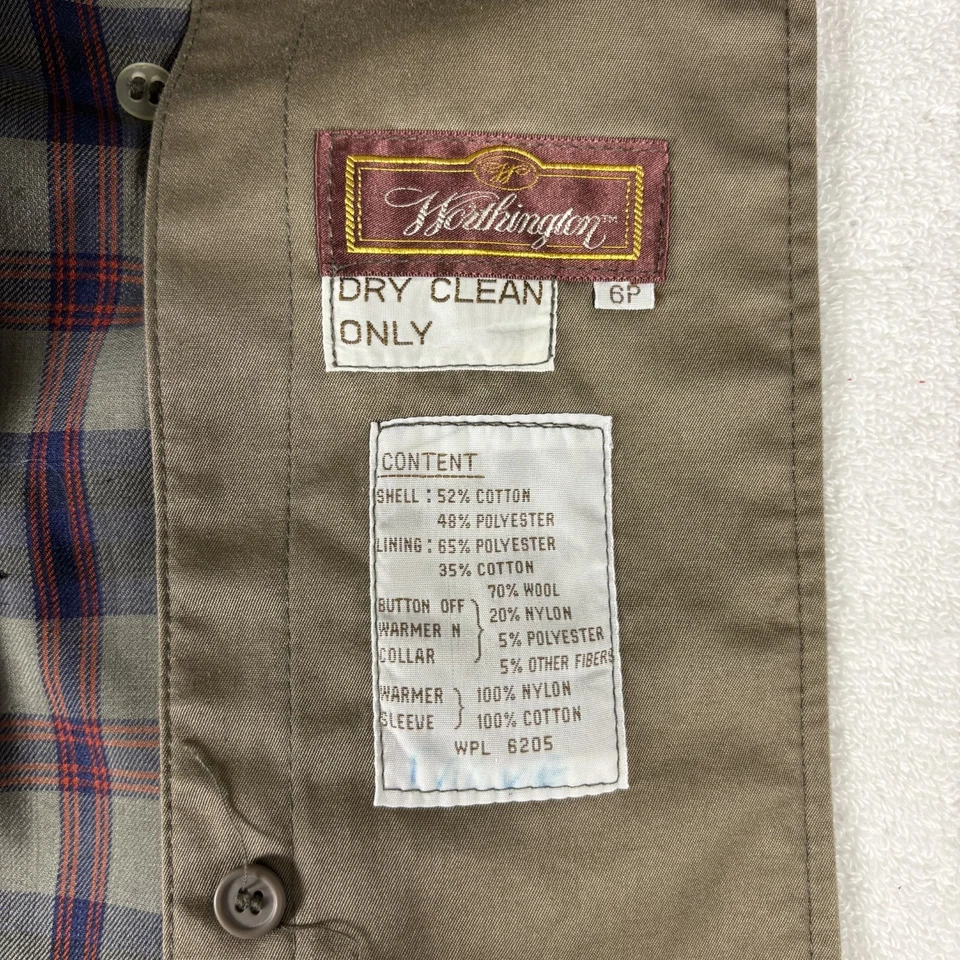 Worthington™
DRY CLEAN
ONLY
6P
CONTENT
SHELL : 52% COTTON
48% POLYESTER
LINING : 65% POLYESTER
35% COTTON
70% WOOL
BUTTON OFF
20% NYLON
WARMER N
5% POLYESTER
COLLAR
5% OTHER FIBERS
WARMER 100% NYLON
SLEEVE 100% COTTON
WPL 6205